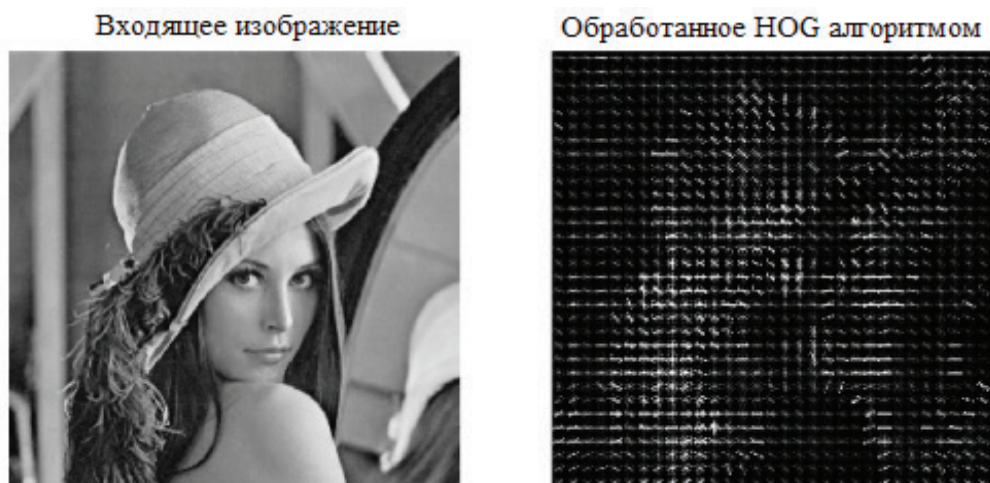 Входящее изображение
Обработанное HOG алгоритмом